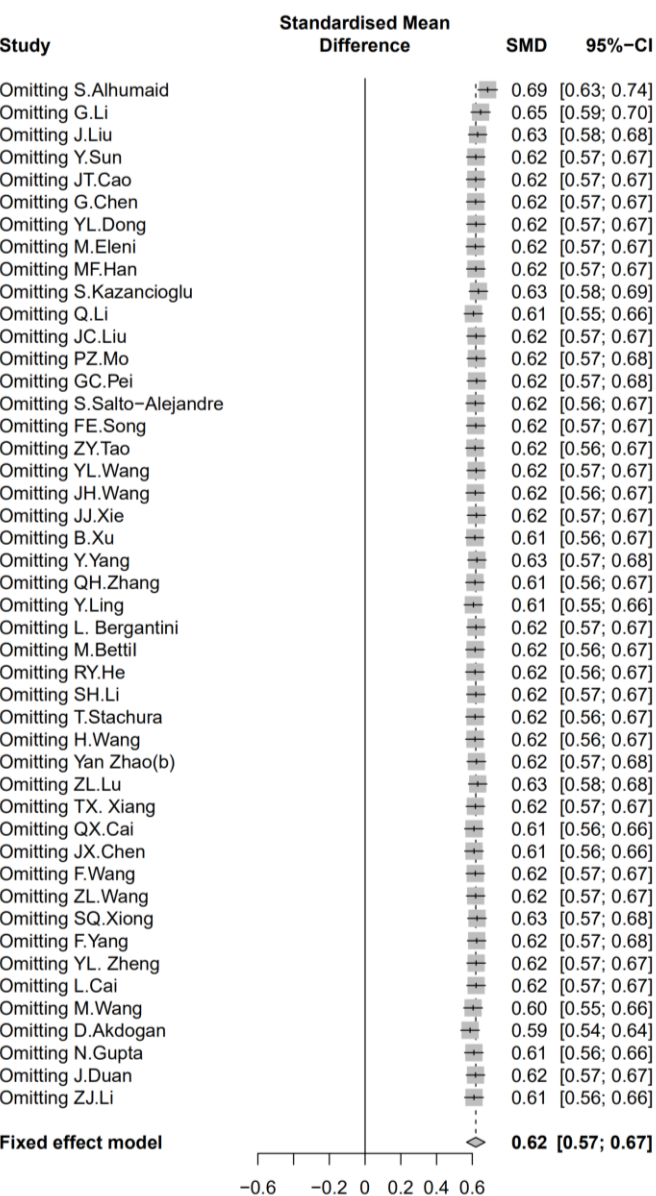 Standardised Mean
Study Difference SMD 95%−CI
Omitting S.Alhumaid 0.69 [0.63; 0.74]
Omitting G.Li 0.65 [0.59; 0.70]
Omitting J.Liu 0.63 [0.58; 0.68]
Omitting Y.Sun 0.62 [0.57; 0.67]
Omitting JT.Cao 0.62 [0.57; 0.67]
Omitting G.Chen 0.62 [0.57; 0.67]
Omitting YL.Dong 0.62 [0.57; 0.67]
Omitting M.Eleni 0.62 [0.57; 0.67]
Omitting MF.Han 0.62 [0.57; 0.67]
Omitting S.Kazancioglu 0.63 [0.58; 0.69]
Omitting Q.Li 0.61 [0.55; 0.66]
Omitting JC.Liu 0.62 [0.57; 0.67]
Omitting PZ.Mo 0.62 [0.57; 0.68]
Omitting GC.Pei 0.62 [0.57; 0.68]
Omitting S.Salto−Alejandre 0.62 [0.56; 0.67]
Omitting FE.Song 0.62 [0.57; 0.67]
Omitting ZY.Tao 0.62 [0.56; 0.67]
Omitting YL.Wang 0.62 [0.57; 0.67]
Omitting JH.Wang 0.62 [0.56; 0.67]
Omitting JJ.Xie 0.62 [0.57; 0.67]
Omitting B.Xu 0.61 [0.56; 0.67]
Omitting Y.Yang 0.63 [0.57; 0.68]
Omitting QH.Zhang 0.61 [0.56; 0.67]
Omitting Y.Ling 0.61 [0.55; 0.66]
Omitting L. Bergantini 0.62 [0.57; 0.67]
Omitting M.Bettil 0.62 [0.56; 0.67]
Omitting RY.He 0.62 [0.56; 0.67]
Omitting SH.Li 0.62 [0.57; 0.67]
Omitting T.Stachura 0.62 [0.56; 0.67]
Omitting H.Wang 0.62 [0.56; 0.67]
Omitting Yan Zhao(b) 0.62 [0.57; 0.68]
Omitting ZL.Lu 0.63 [0.58; 0.68]
Omitting TX. Xiang 0.62 [0.57; 0.67]
Omitting QX.Cai 0.61 [0.56; 0.66]
Omitting JX.Chen 0.61 [0.56; 0.66]
Omitting F.Wang 0.62 [0.57; 0.67]
Omitting ZL.Wang 0.62 [0.57; 0.67]
Omitting SQ.Xiong 0.63 [0.57; 0.68]
Omitting F.Yang 0.62 [0.57; 0.68]
Omitting YL. Zheng 0.62 [0.57; 0.67]
Omitting L.Cai 0.62 [0.57; 0.67]
Omitting M.Wang 0.60 [0.55; 0.66]
Omitting D.Akdogan 0.59 [0.54; 0.64]
Omitting N.Gupta 0.61 [0.56; 0.66]
Omitting J.Duan 0.62 [0.57; 0.67]
Omitting ZJ.Li 0.61 [0.56; 0.66]
Fixed effect model 0.62 [0.57; 0.67]
−0.6 −0.2 0 0.2 0.4 0.6